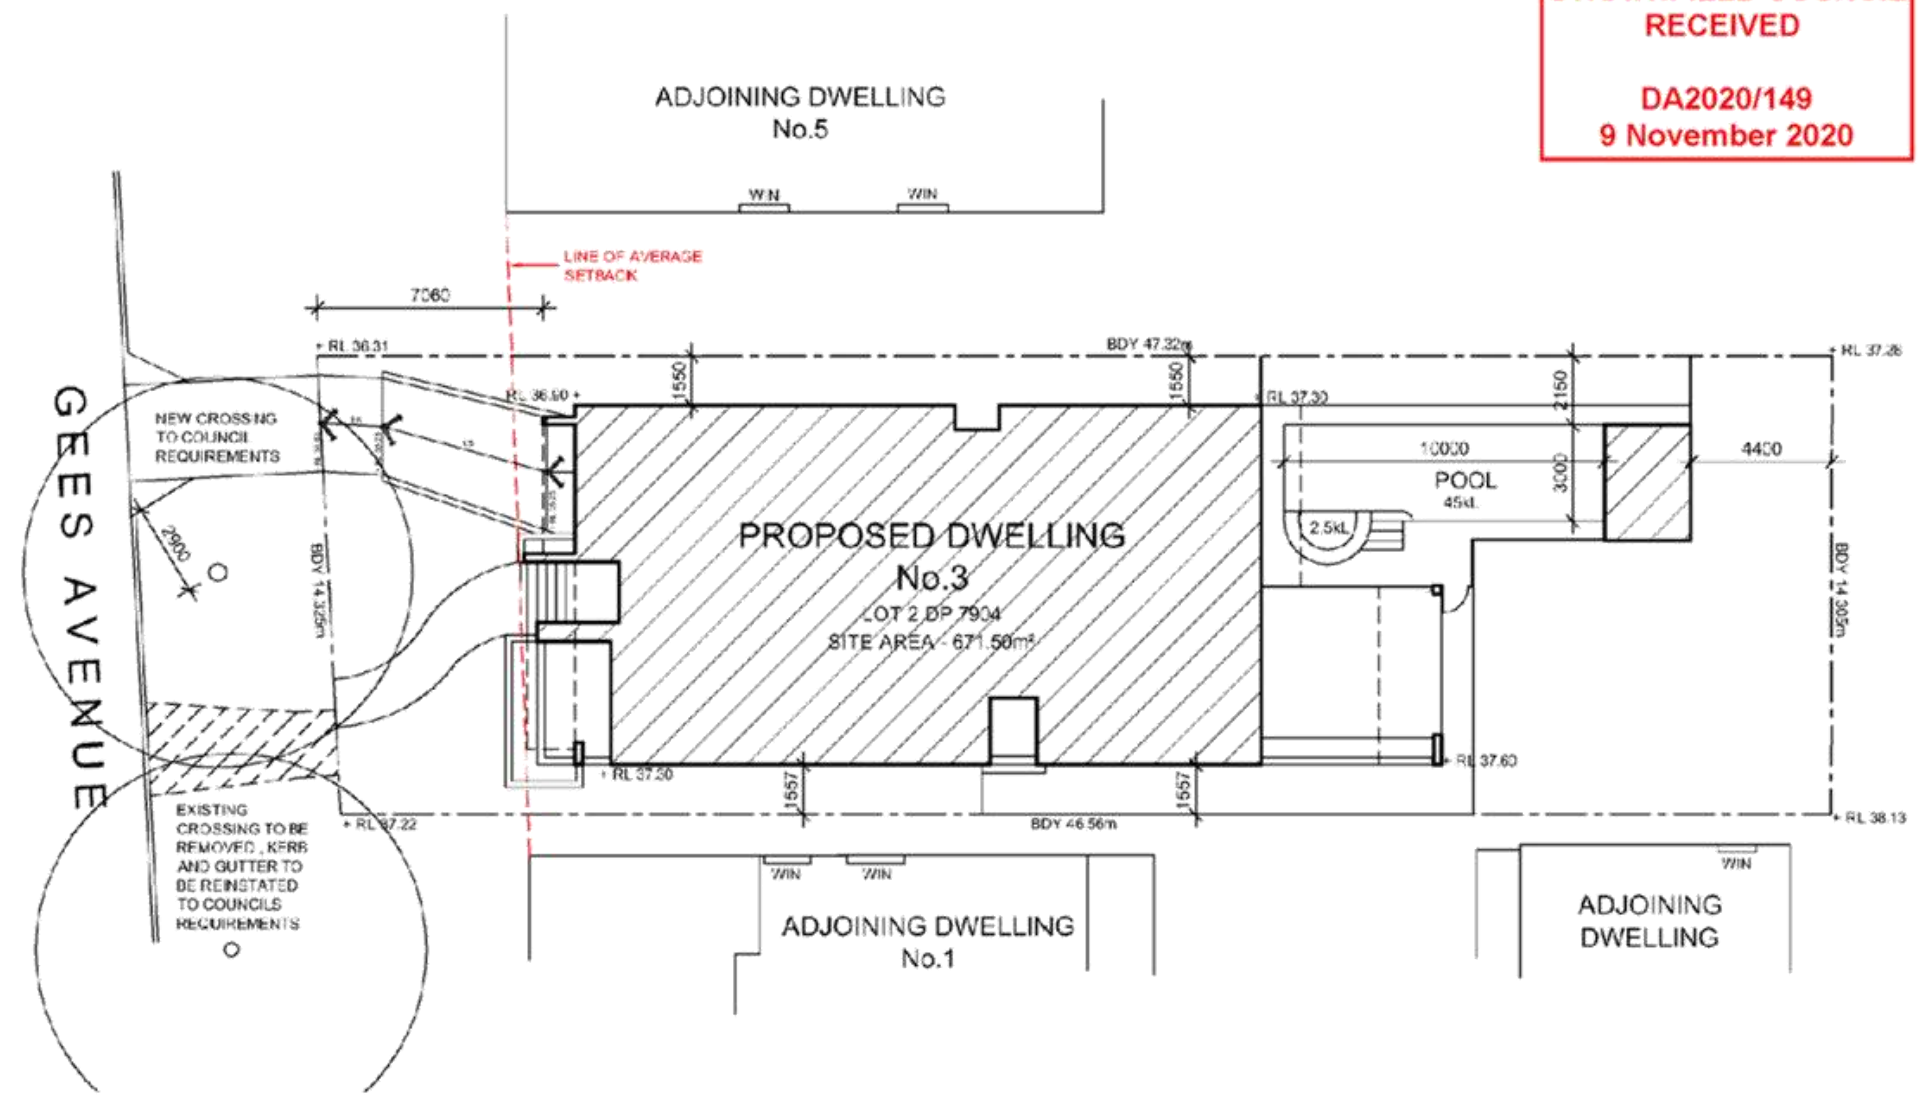 RECEIVED
DA2020/149
9 November 2020
ADJOINING DWELLING
No.5
WIN
WIN
LINE OF AVERAGE
SETBACK
7060
RL 36.31
BDY 47.32m
RL 37.28
1550
1550
2150
RL 36.90
RL 37.30
NEW CROSSING
TO COUNCIL
REQUIREMENTS
10000
4400
3000
POOL
45kL
2.5kL
GEES AVENUE
2900
BDY 14.325m
PROPOSED DWELLING
No.3
LOT 2 DP 7904
SITE AREA - 671.50m²
BDY 14.305m
RL 37.30
RL 37.60
1557
1557
RL 37.22
BDY 46.56m
RL 38.13
EXISTING
CROSSING TO BE
REMOVED , KERB
AND GUTTER TO
BE REINSTATED
TO COUNCILS
REQUIREMENTS
WIN
WIN
WIN
ADJOINING DWELLING
No.1
ADJOINING
DWELLING